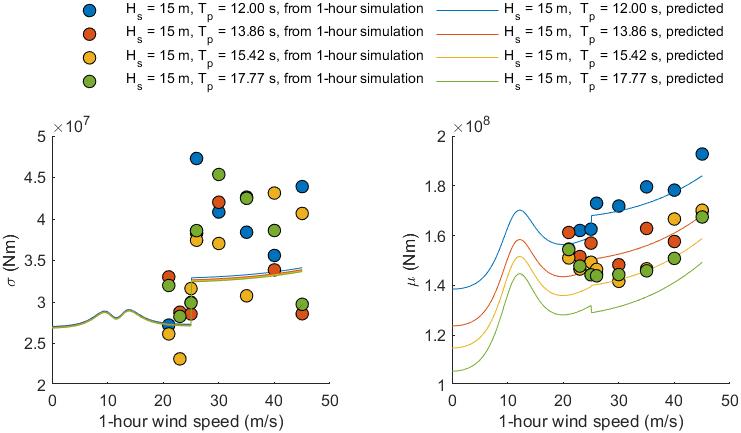 H_s = 15 m, T_p = 12.00 s, from 1-hour simulation
H_s = 15 m, T_p = 13.86 s, from 1-hour simulation
H_s = 15 m, T_p = 15.42 s, from 1-hour simulation
H_s = 15 m, T_p = 17.77 s, from 1-hour simulation
H_s = 15 m, T_p = 12.00 s, predicted
H_s = 15 m, T_p = 13.86 s, predicted
H_s = 15 m, T_p = 15.42 s, predicted
H_s = 15 m, T_p = 17.77 s, predicted
×10^7
5
4.5
4
3.5
3
2.5
2
σ (Nm)
0 10 20 30 40 50
1-hour wind speed (m/s)
×10^8
2
1.8
1.6
1.4
1.2
1
μ (Nm)
0 10 20 30 40 50
1-hour wind speed (m/s)